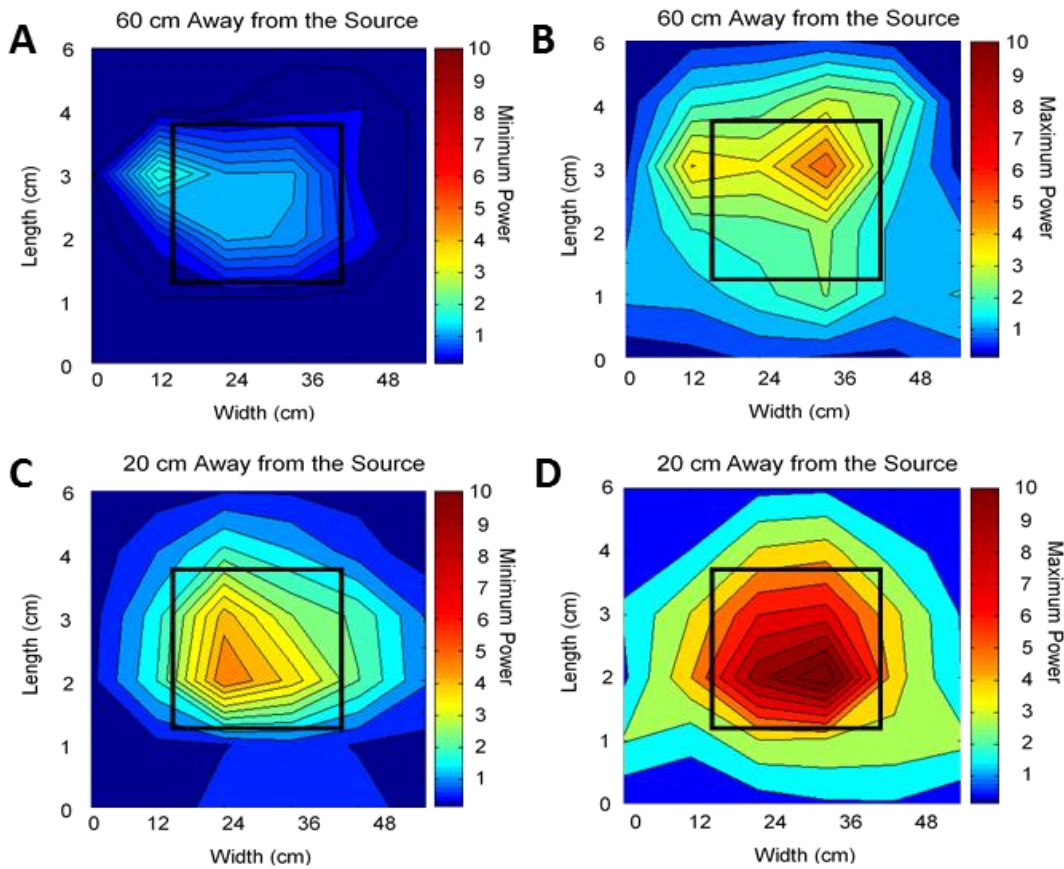 A
60 cm Away from the Source
6
4
3
2
1
0
0 12 24 36 48
Length (cm)
Width (cm)
10
9
8
7
6
5
4
3
2
1
Minimum Power
B
60 cm Away from the Source
6
4
3
2
1
0
0 12 24 36 48
Length (cm)
Width (cm)
10
9
8
7
6
5
4
3
2
1
Maximum Power
C
20 cm Away from the Source
6
4
3
2
1
0
0 12 24 36 48
Length (cm)
Width (cm)
10
9
8
7
6
5
4
3
2
1
Minimum Power
D
20 cm Away from the Source
6
4
3
2
1
0
0 12 24 36 48
Length (cm)
Width (cm)
10
9
8
7
6
5
4
3
2
1
Maximum Power